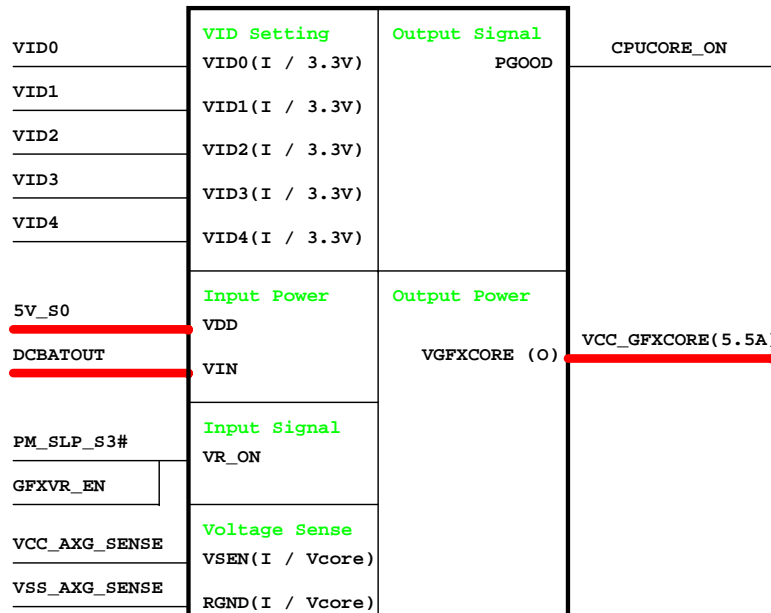 VID0
VID1
VID2
VID3
VID4
5V_S0
DCBATOUT
PM_SLP_S3#
GFXVR_EN
VCC_AXG_SENSE
VSS_AXG_SENSE
VID Setting
VID0(I / 3.3V)
VID1(I / 3.3V)
VID2(I / 3.3V)
VID3(I / 3.3V)
VID4(I / 3.3V)
Input Power
VDD
VIN
Input Signal
VR_ON
Voltage Sense
VSEN(I / Vcore)
RGND(I / Vcore)
Output Signal
PGOOD
Output Power
VGFXCORE (O)
CPUCORE_ON
VCC_GFXCORE(5.5A)